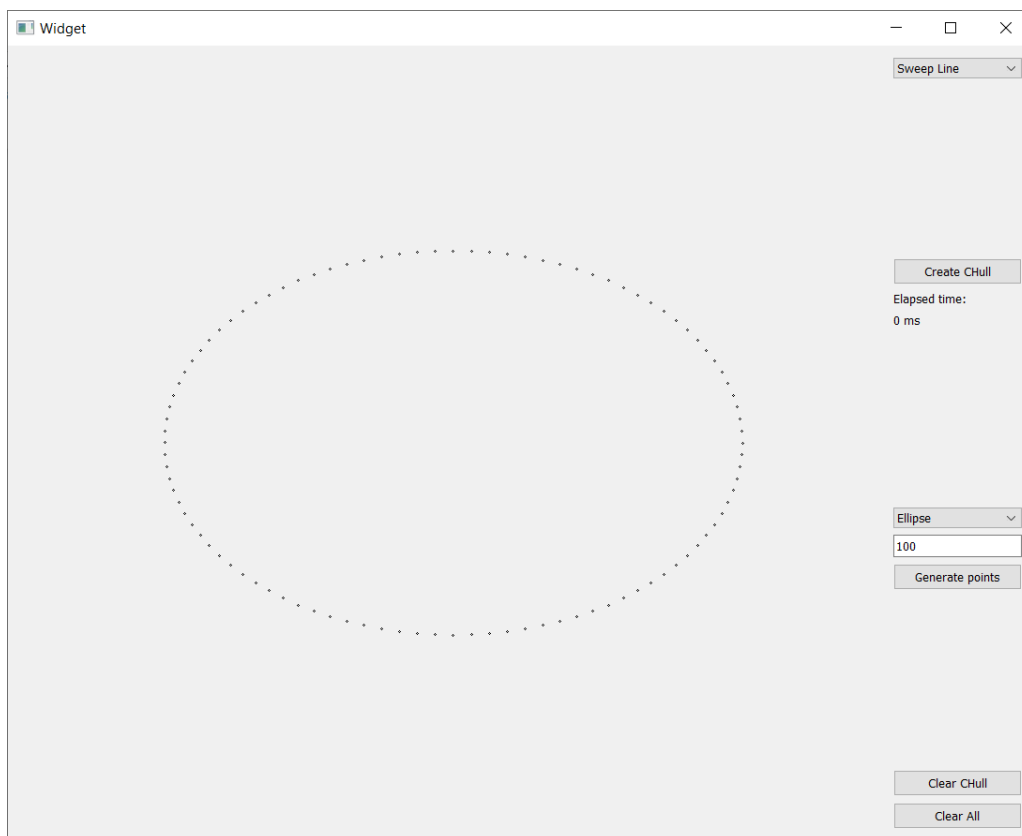 Widget
Sweep Line
Create CHull
Elapsed time:
0 ms
Ellipse
100
Generate points
Clear CHull
Clear All